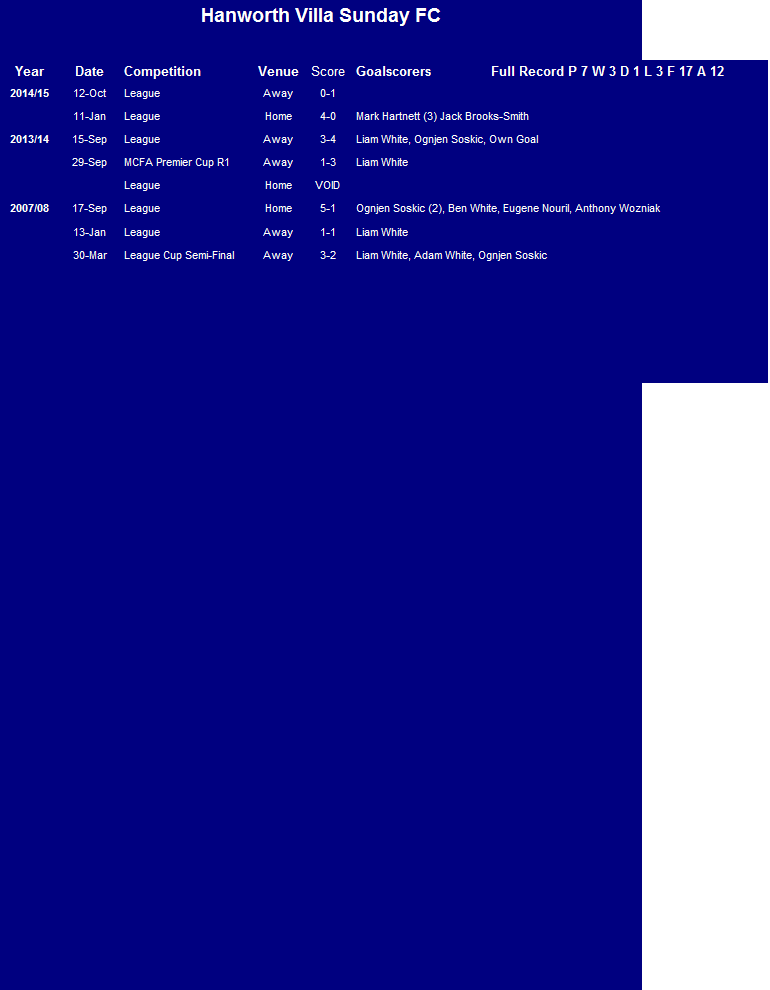 Hanworth Villa Sunday FC
Year Date Competition Venue Score Goalscorers Full Record P 7 W 3 D 1 L 3 F 17 A 12
2014/15 12-Oct League Away 0-1
11-Jan League Home 4-0 Mark Hartnett (3) Jack Brooks-Smith
2013/14 15-Sep League Away 3-4 Liam White, Ognjen Soskic, Own Goal
29-Sep MCFA Premier Cup R1 Away 1-3 Liam White
League Home VOID
2007/08 17-Sep League Home 5-1 Ognjen Soskic (2), Ben White, Eugene Nouril, Anthony Wozniak
13-Jan League Away 1-1 Liam White
30-Mar League Cup Semi-Final Away 3-2 Liam White, Adam White, Ognjen Soskic